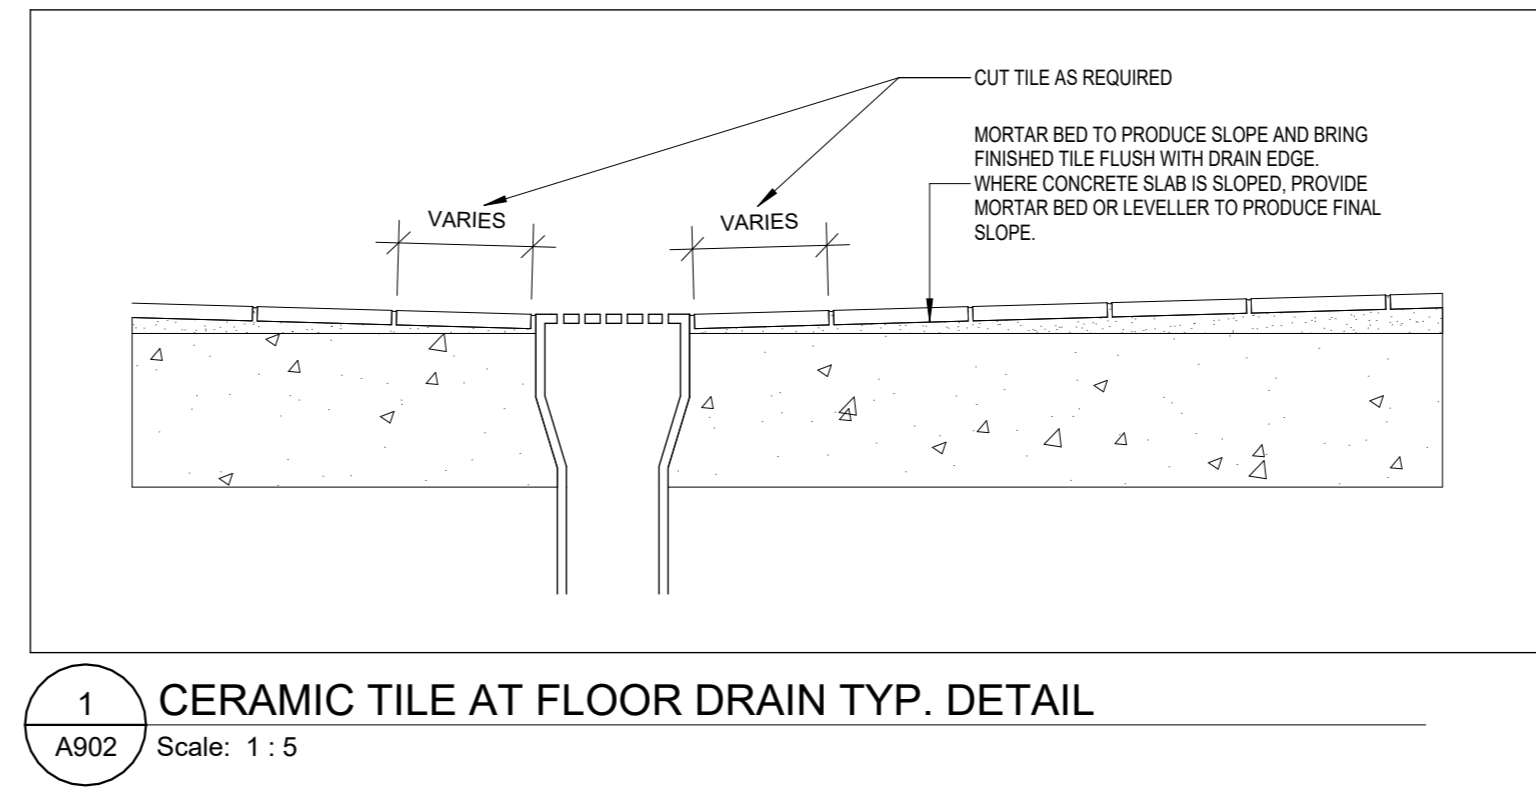 CUT TILE AS REQUIRED
MORTAR BED TO PRODUCE SLOPE AND BRING
FINISHED TILE FLUSH WITH DRAIN EDGE.
WHERE CONCRETE SLAB IS SLOPED, PROVIDE
MORTAR BED OR LEVELLER TO PRODUCE FINAL
SLOPE.
VARIES
VARIES
1
CERAMIC TILE AT FLOOR DRAIN TYP. DETAIL
A902
Scale: 1 : 5